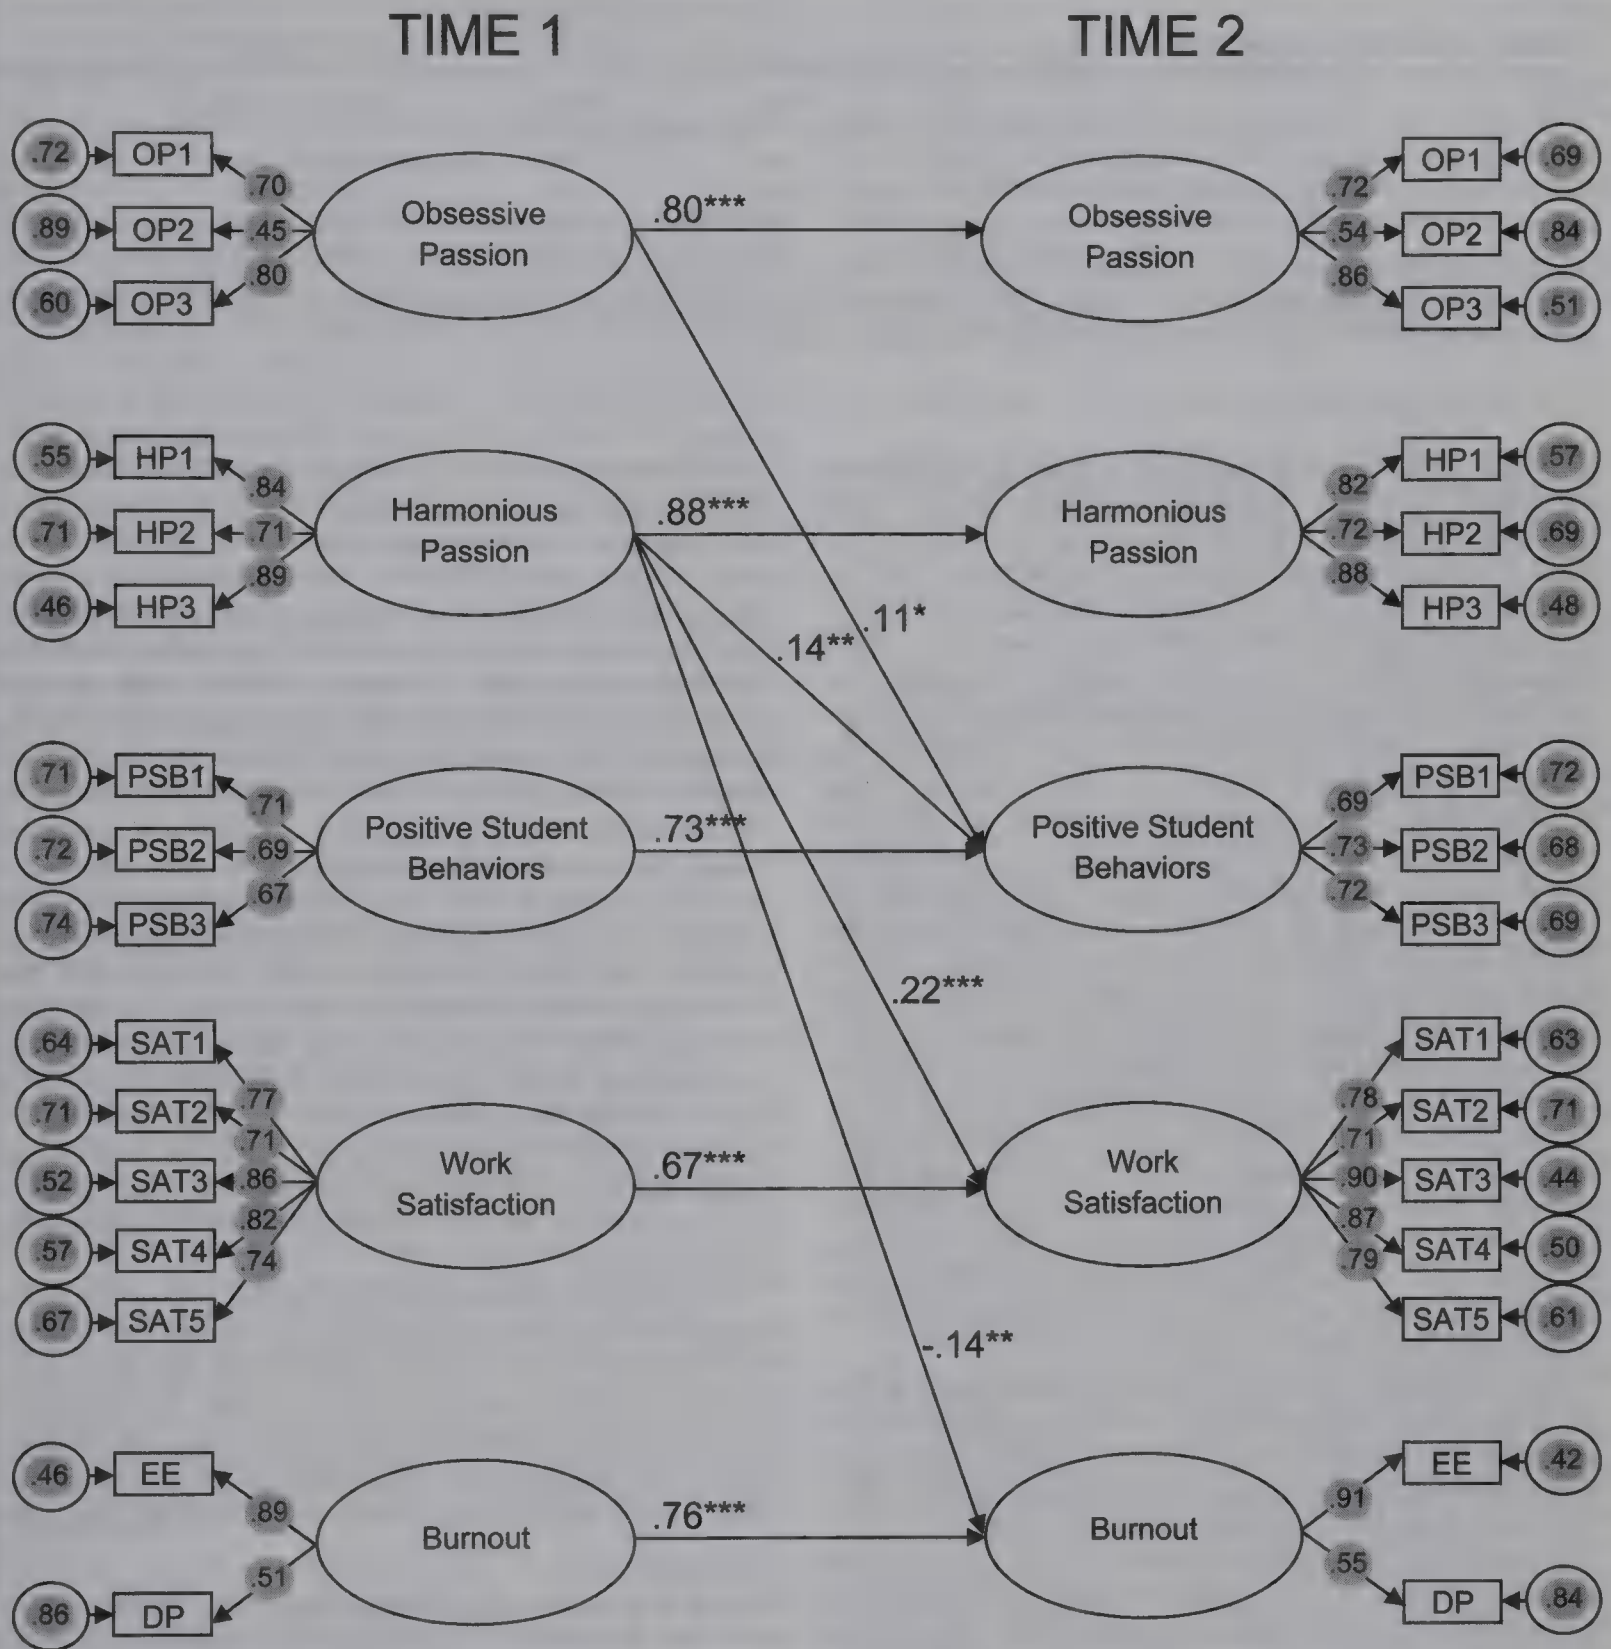 TIME 1
TIME 2
.72 OP1 .70
.89 OP2 .45
.60 OP3 .80
Obsessive
Passion
.80***
Obsessive
Passion
.72 OP1 .69
.54 OP2 .84
.86 OP3 .51
.55 HP1 .84
.71 HP2 .71
.46 HP3 .89
Harmonious
Passion
.88***
Harmonious
Passion
.82 HP1 .57
.72 HP2 .69
.88 HP3 .48
.11*
.14**
.71 PSB1 .71
.72 PSB2 .69
.74 PSB3 .67
Positive Student
Behaviors
.73***
Positive Student
Behaviors
.69 PSB1 .72
.73 PSB2 .68
.72 PSB3 .69
.22***
.64 SAT1 .77
.71 SAT2 .71
.52 SAT3 .86
.57 SAT4 .82
.67 SAT5 .74
Work
Satisfaction
.67***
Work
Satisfaction
.78 SAT1 .63
.71 SAT2 .71
.90 SAT3 .44
.87 SAT4 .50
.79 SAT5 .61
-.14**
.46 EE .89
.86 DP .51
Burnout
.76***
Burnout
.91 EE .42
.55 DP .84